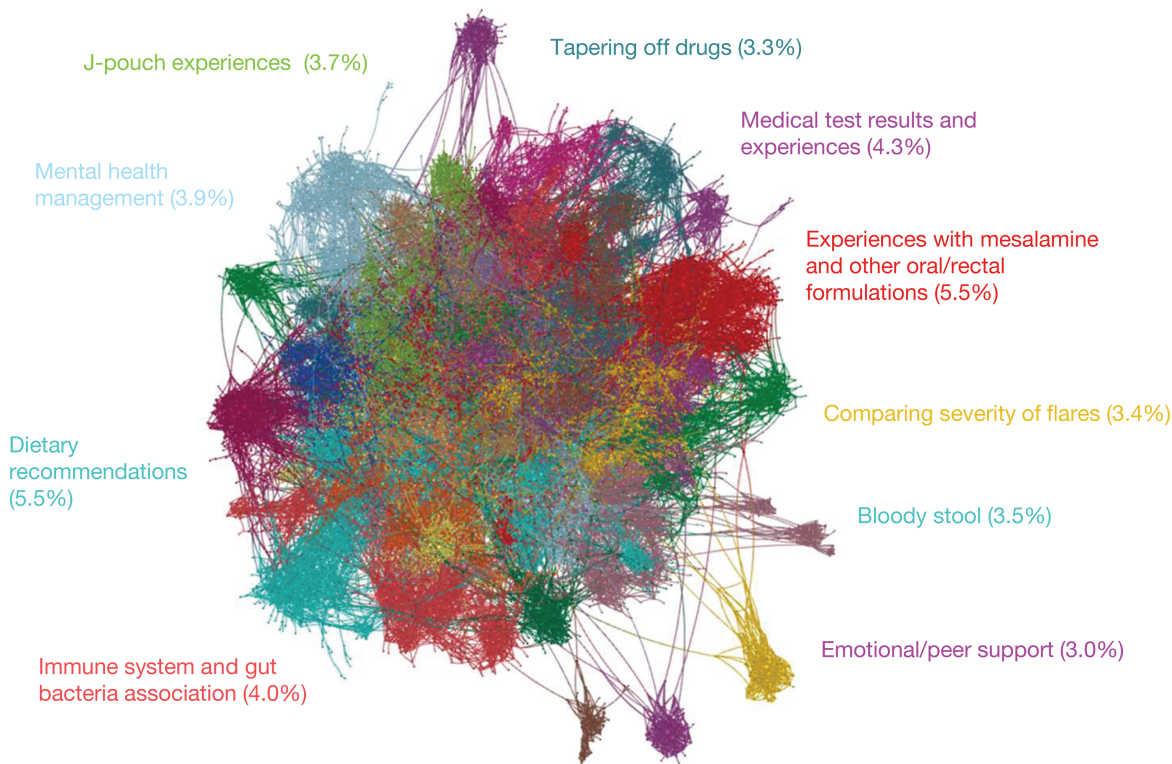 Tapering off drugs (3.3%)
J-pouch experiences (3.7%)
Medical test results and
experiences (4.3%)
Mental health
management (3.9%)
Experiences with mesalamine
and other oral/rectal
formulations (5.5%)
Comparing severity of flares (3.4%)
Dietary
recommendations
(5.5%)
Bloody stool (3.5%)
Emotional/peer support (3.0%)
Immune system and gut
bacteria association (4.0%)